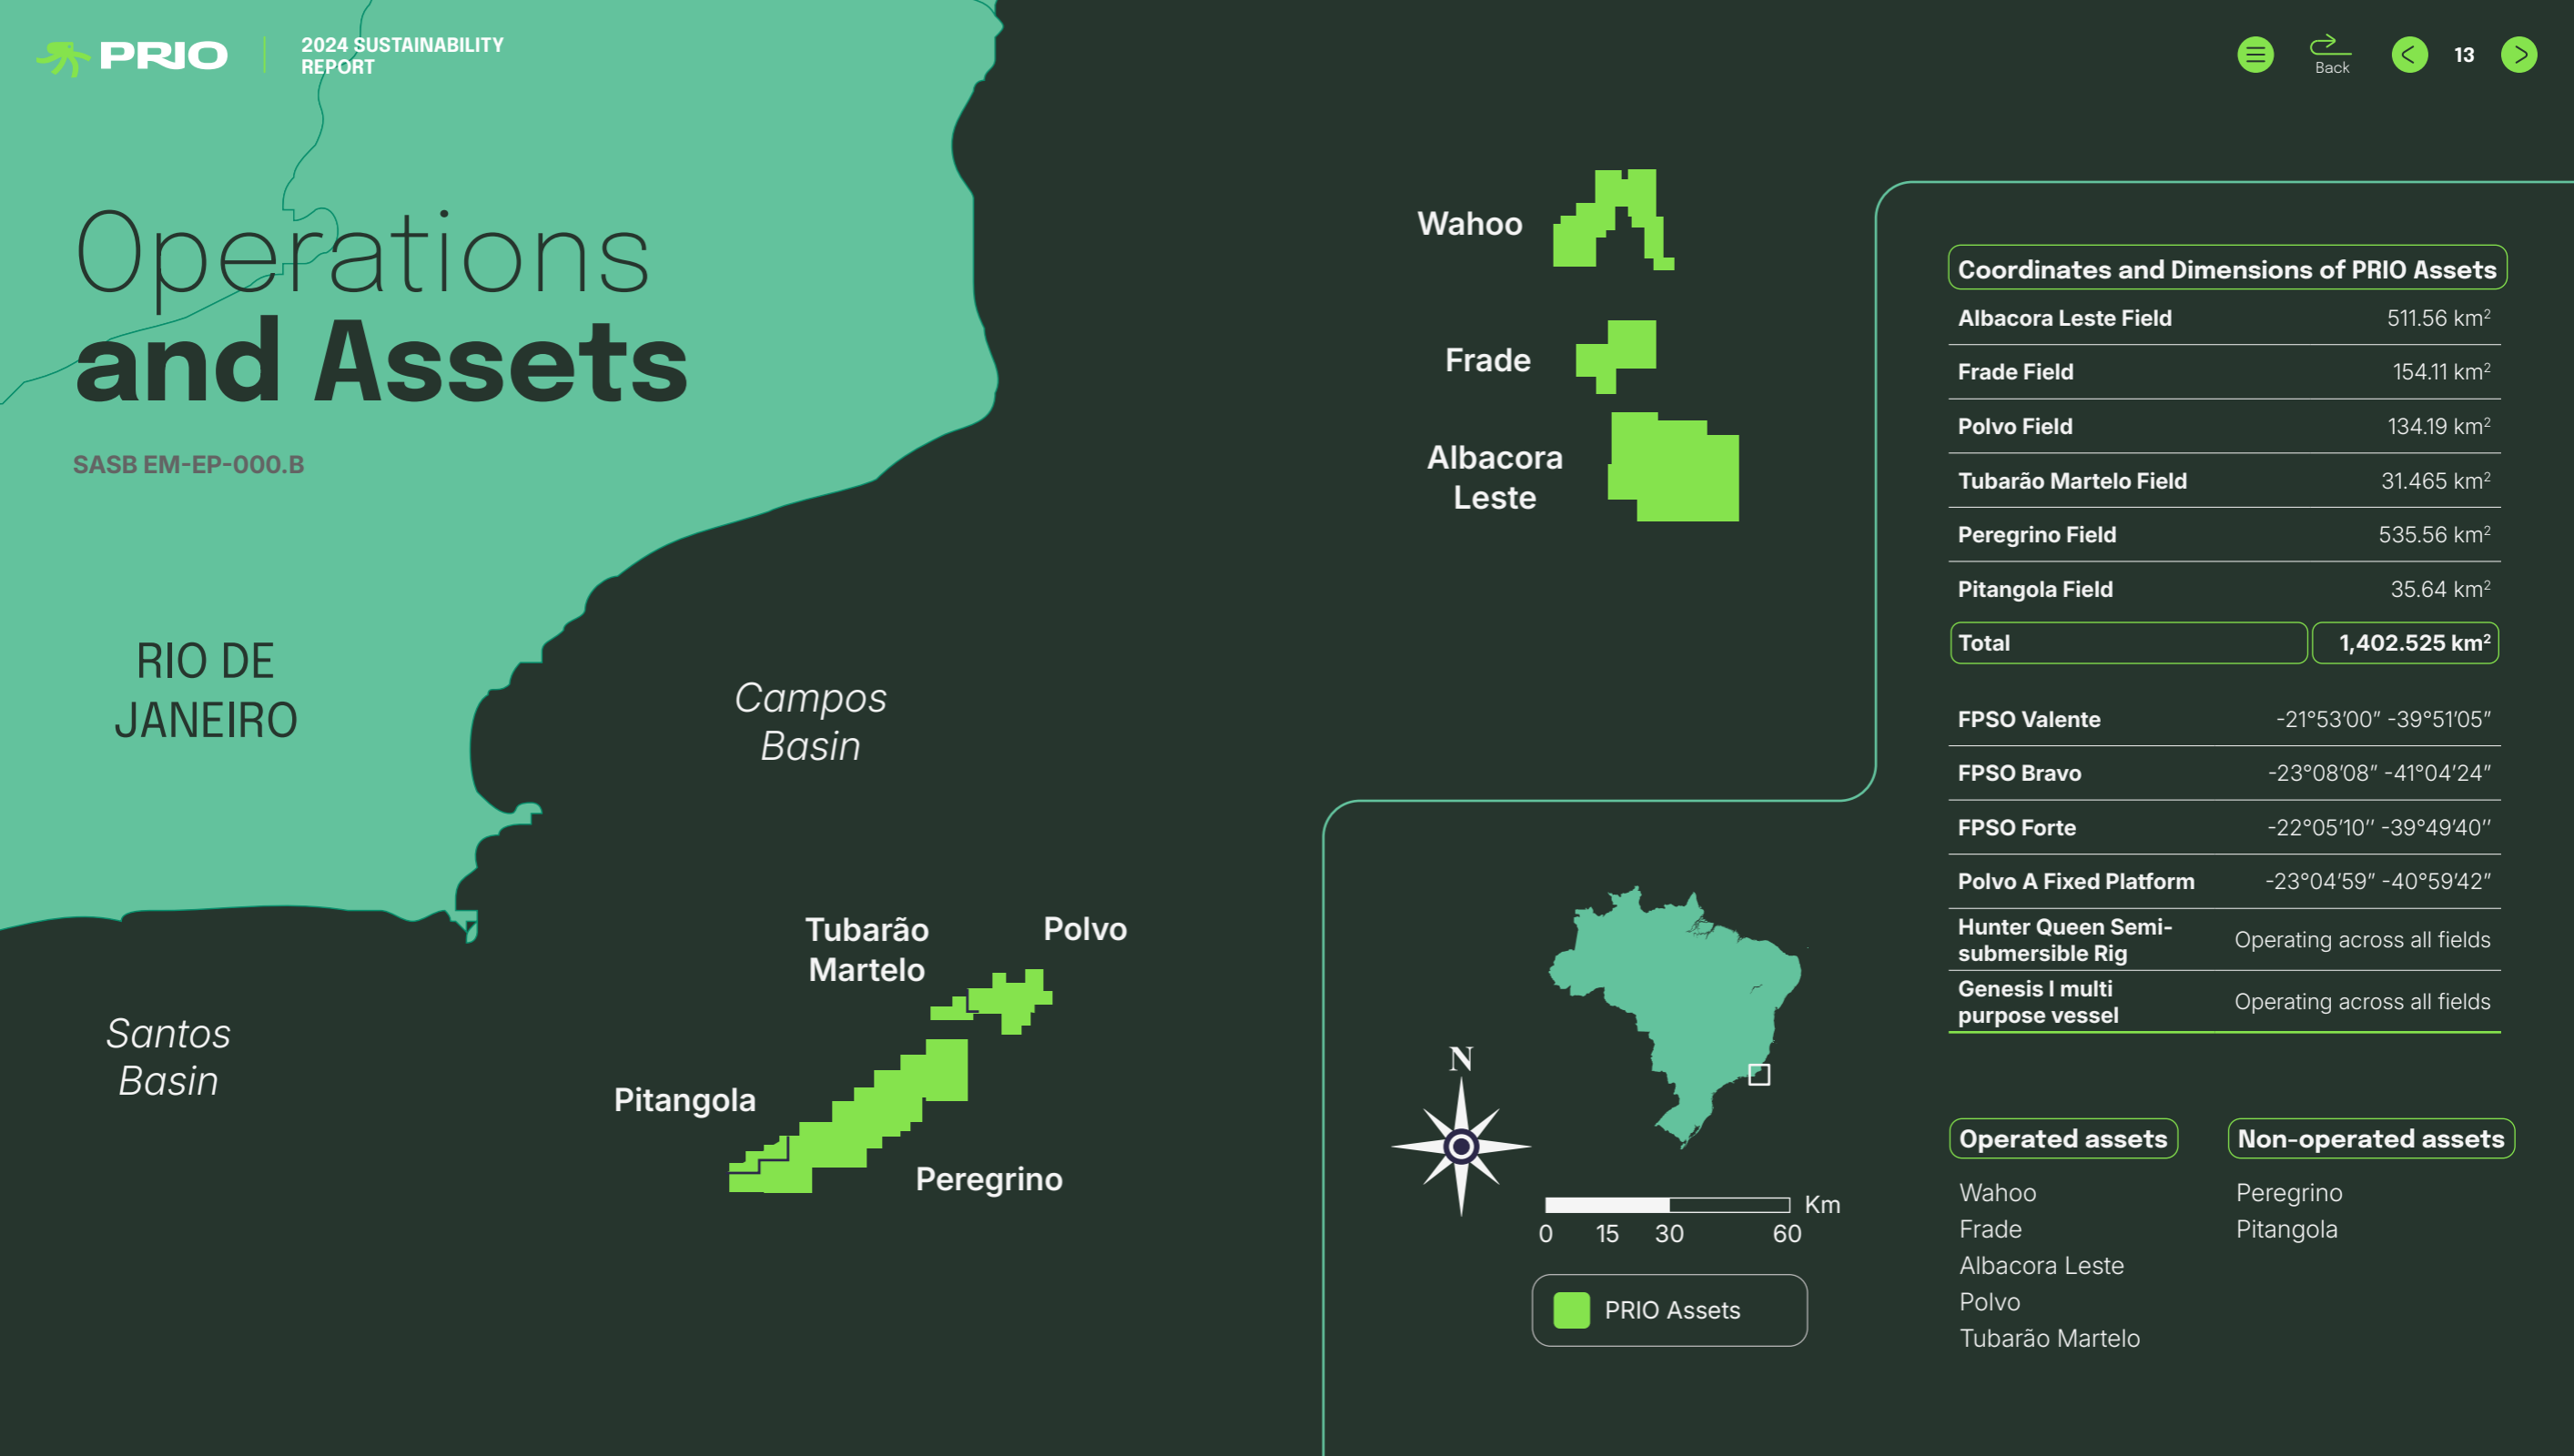 PRIO
2024 SUSTAINABILITY
REPORT
Back
13
Operations
and Assets
SASB EM-EP-000.B
RIO DE
JANEIRO
Campos
Basin
Santos
Basin
Wahoo
Frade
Albacora
Leste
Tubarão
Martelo
Polvo
Pitangola
Peregrino
N
Km
0 15 30 60
PRIO Assets
Coordinates and Dimensions of PRIO Assets
Albacora Leste Field 511.56 km²
Frade Field 154.11 km²
Polvo Field 134.19 km²
Tubarão Martelo Field 31.465 km²
Peregrino Field 535.56 km²
Pitangola Field 35.64 km²
Total 1,402.525 km²
FPSO Valente -21°53’00” -39°51’05”
FPSO Bravo -23°08’08” -41°04’24”
FPSO Forte -22°05’10’’ -39°49’40’’
Polvo A Fixed Platform -23°04’59” -40°59’42”
Hunter Queen Semi-
submersible Rig Operating across all fields
Genesis I multi
purpose vessel Operating across all fields
Operated assets
Wahoo
Frade
Albacora Leste
Polvo
Tubarão Martelo
Non-operated assets
Peregrino
Pitangola